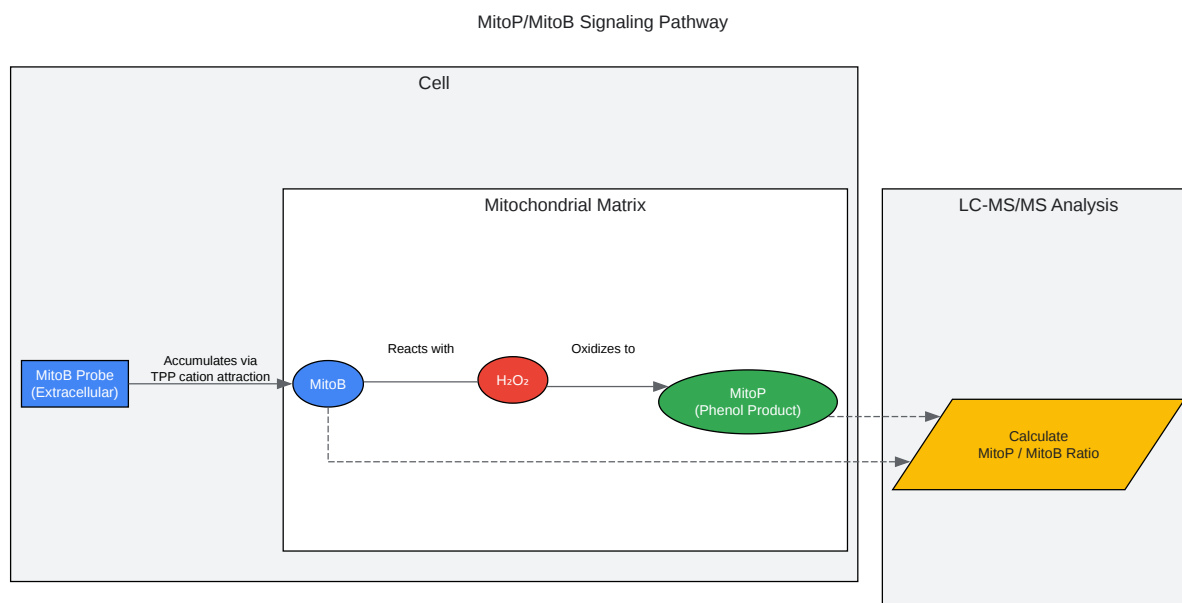 MitoP/MitoB Signaling Pathway
Cell
Mitochondrial Matrix
LC-MS/MS Analysis
MitoB Probe
(Extracellular)
Accumulates via
TPP cation attraction
MitoB
Reacts with
H₂O₂
Oxidizes to
MitoP
(Phenol Product)
Calculate
MitoP / MitoB Ratio